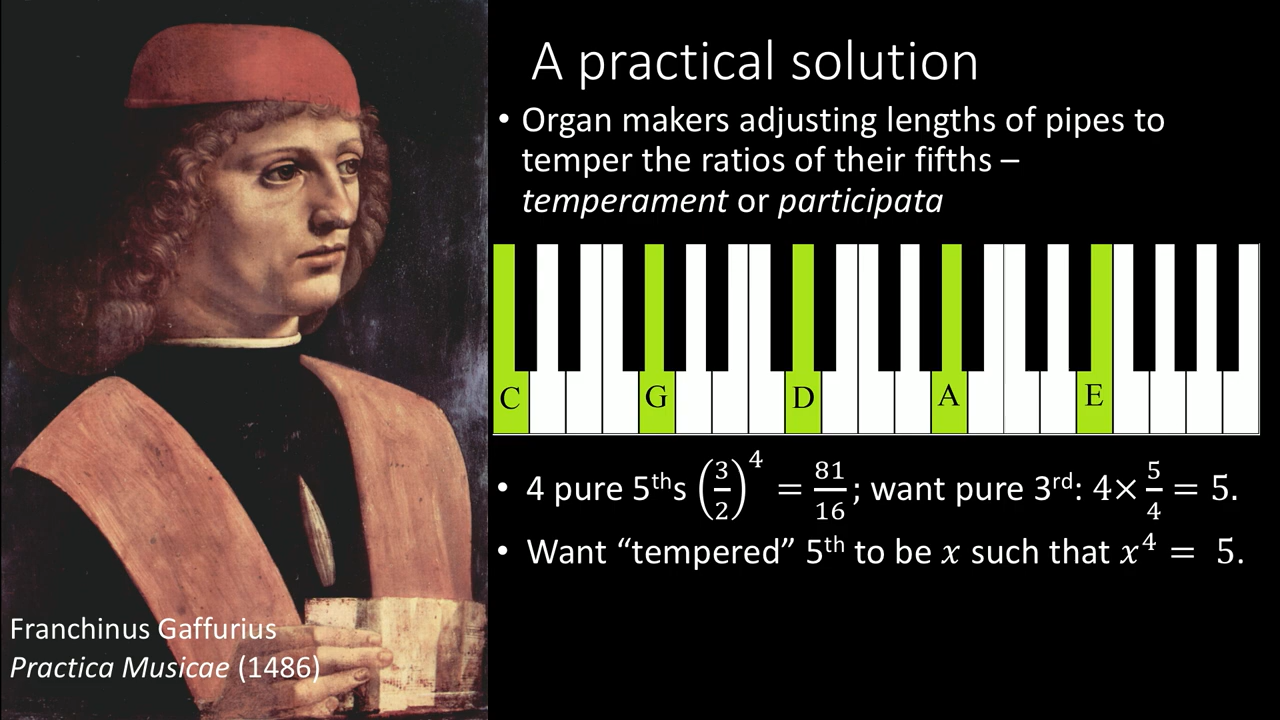 A practical solution
• Organ makers adjusting lengths of pipes to
temper the ratios of their fifths –
temperament or participata
C G D A E
• 4 pure 5ths (3/2)^4 = 81/16; want pure 3rd: 4× 5/4 = 5.
• Want “tempered” 5th to be x such that x^4 = 5.
Franchinus Gaffurius
Practica Musicae (1486)